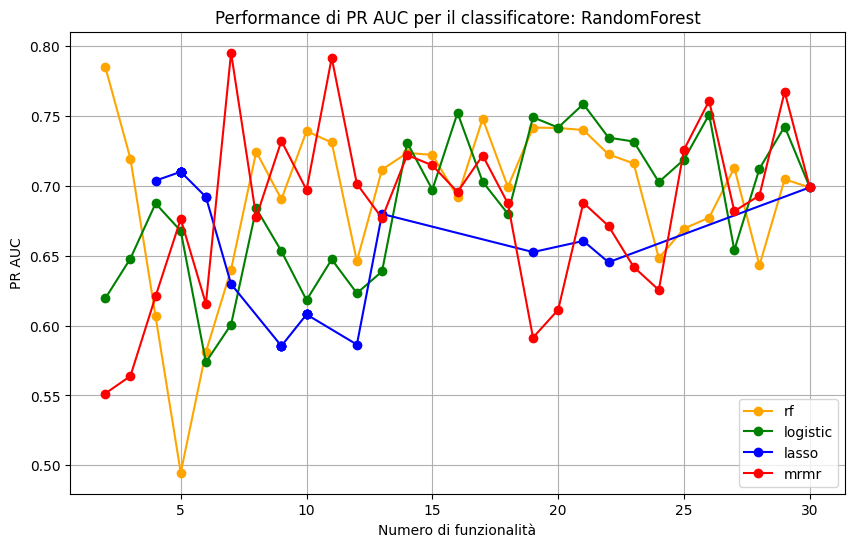 Performance di PR AUC per il classificatore: RandomForest
0.80
0.75
0.70
0.65
0.60
0.55
0.50
PR AUC
5
10
15
20
25
30
Numero di funzionalità
rf
logistic
lasso
mrmr